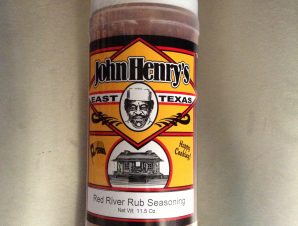 John Henry's
EAST TEXAS
Happy
Cooking!
Red River Rub Seasoning
Net Wt. 11.5 Oz.